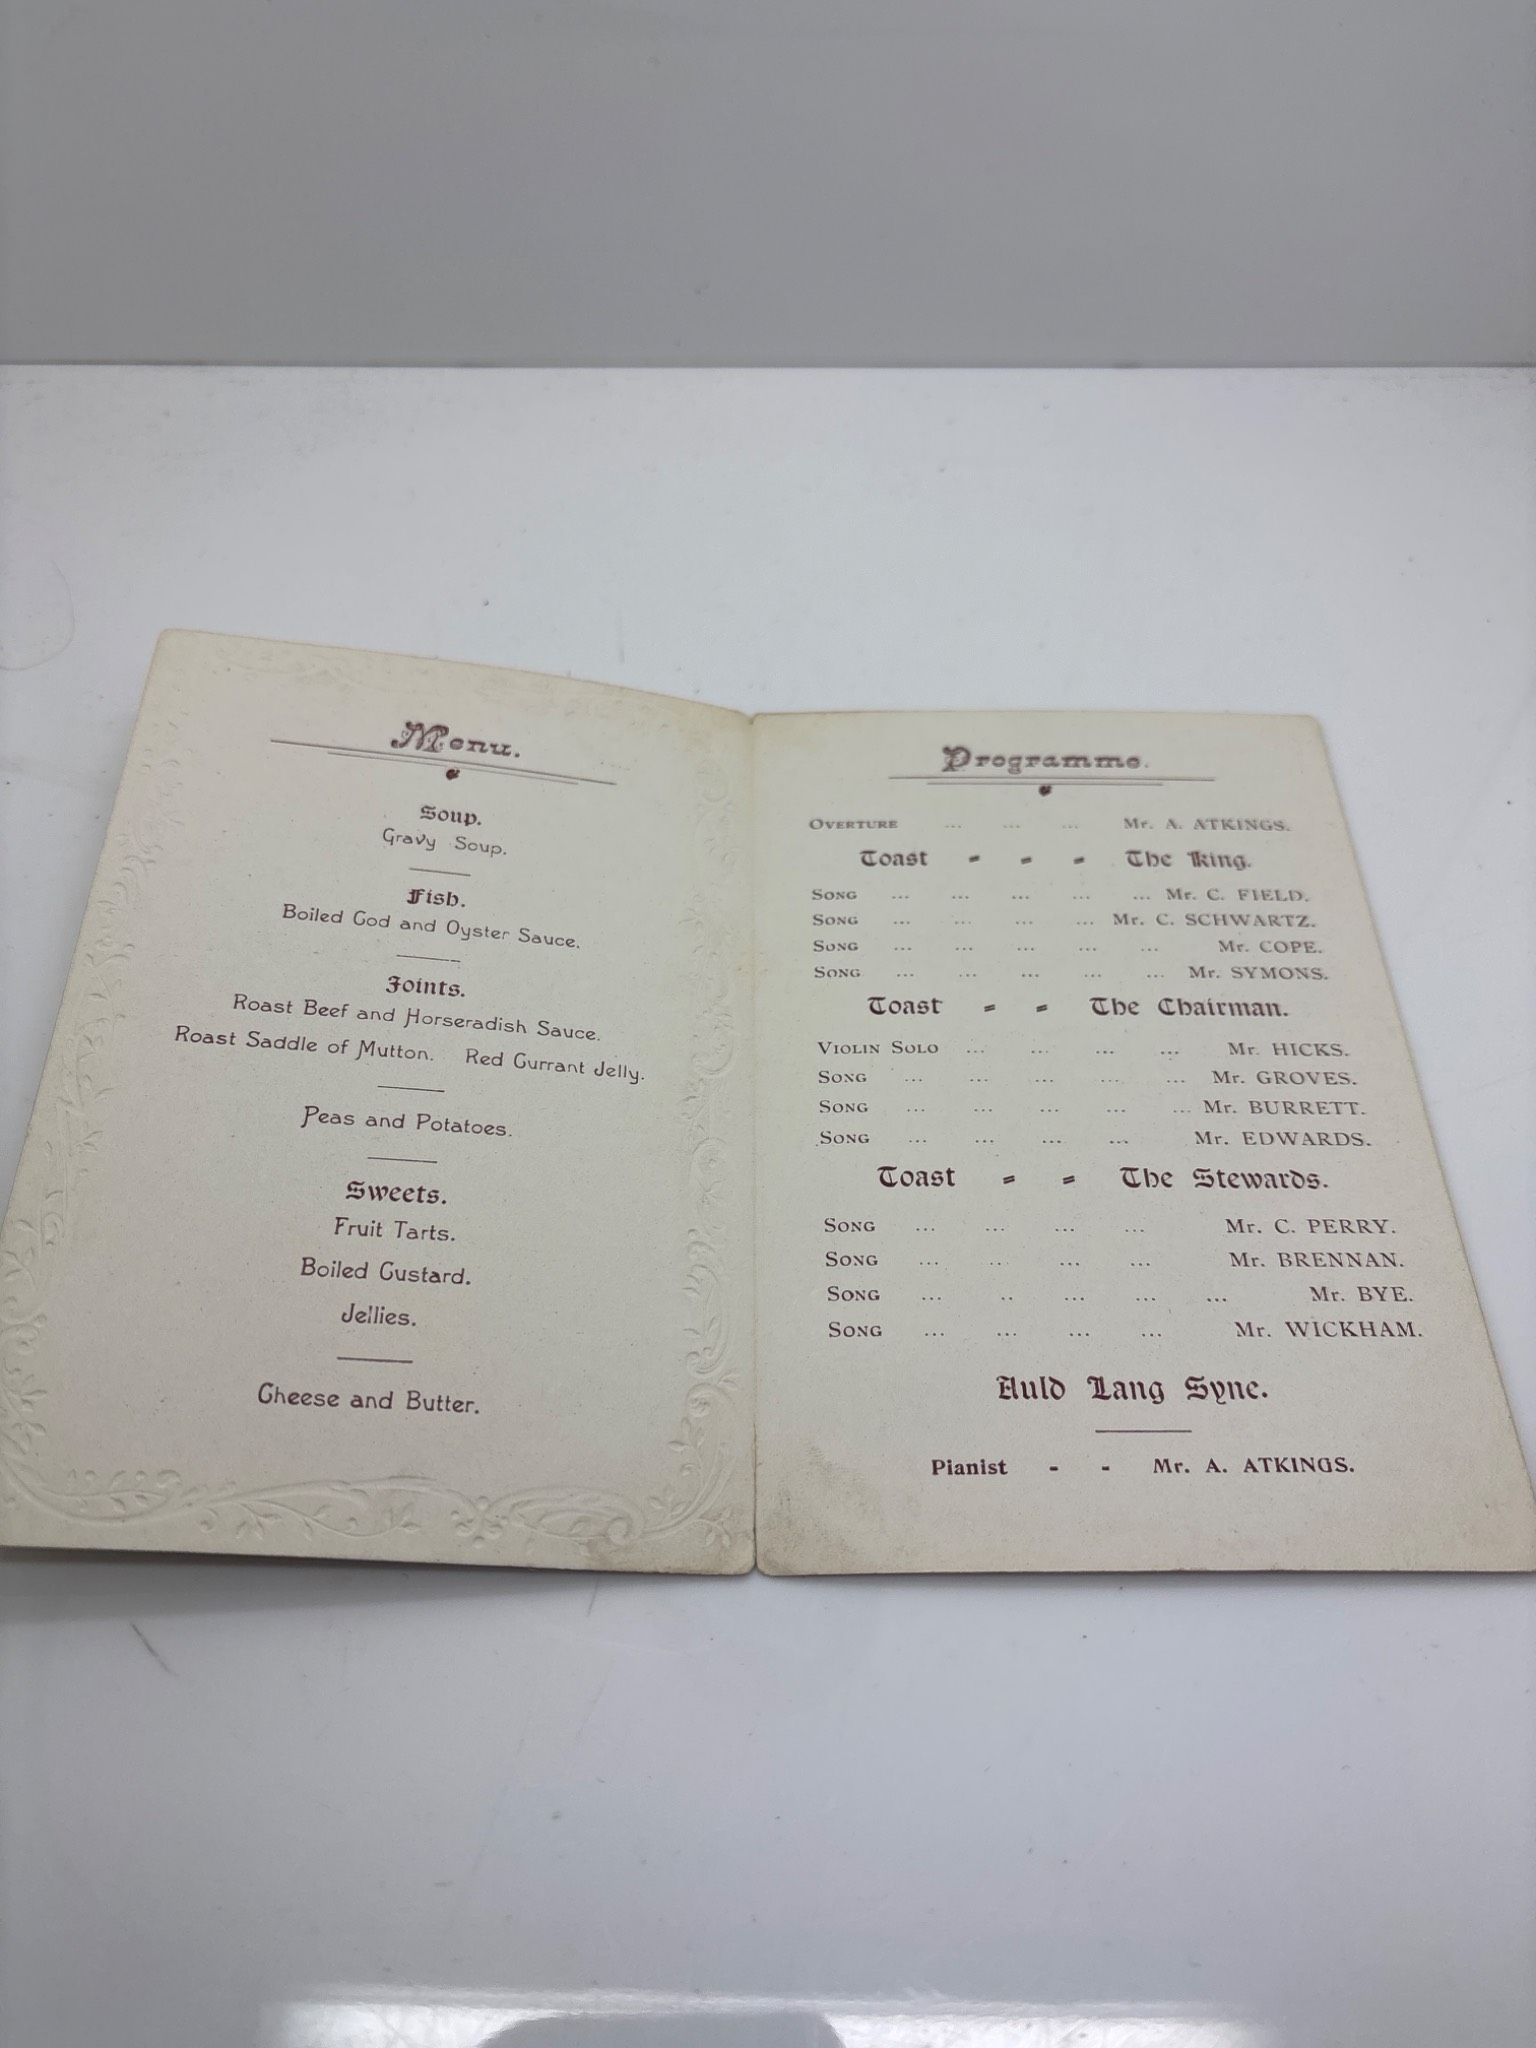 Menu.
Soup.
Gravy Soup.
Fish.
Boiled Cod and Oyster Sauce.
Joints.
Roast Beef and Horseradish Sauce.
Roast Saddle of Mutton. Red Currant Jelly.
Peas and Potatoes.
Sweets.
Fruit Tarts.
Boiled Custard.
Jellies.
Cheese and Butter.
Programme.
OVERTURE ... ... ... Mr. A. ATKINGS.
Toast - - - The King.
SONG ... ... ... ... ... Mr. C. FIELD.
SONG ... ... ... ... Mr. C. SCHWARTZ.
SONG ... ... ... ... ... Mr. COPE.
SONG ... ... ... ... ... Mr. SYMONS.
Toast - - The Chairman.
VIOLIN SOLO ... ... ... ... Mr. HICKS.
SONG ... ... ... ... ... Mr. GROVES.
SONG ... ... ... ... ... Mr. BURRETT.
SONG ... ... ... ... Mr. EDWARDS.
Toast - - The Stewards.
SONG ... ... ... ... Mr. C. PERRY.
SONG ... ... ... ... Mr. BRENNAN.
SONG ... .. ... ... ... Mr. BYE.
SONG ... ... ... ... Mr. WICKHAM.
Auld Lang Syne.
Pianist - - Mr. A. ATKINGS.